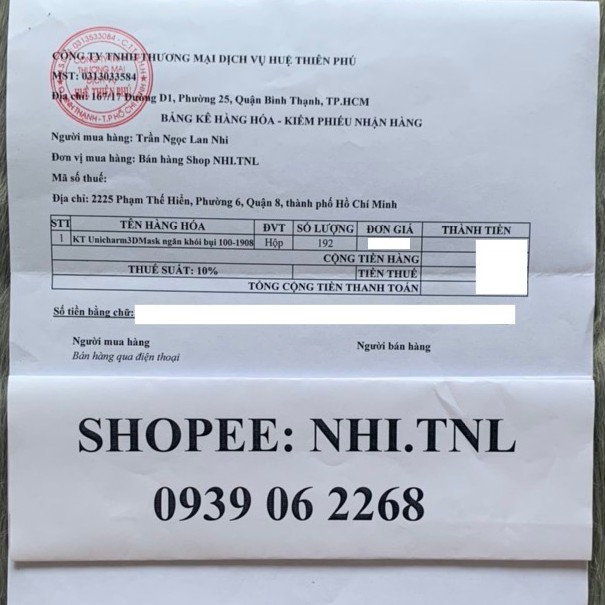 CÔNG TY TNHH THƯƠNG MẠI DỊCH VỤ HUỆ THIÊN PHÚ
MST: 0313033584
Địa chỉ 167/17 Đường D1, Phường 25, Quận Bình Thạnh, TP.HCM
BẢNG KÊ HÀNG HÓA - KIÊM PHIẾU NHẬN HÀNG
Người mua hàng: Trần Ngọc Lan Nhi
Đơn vị mua hàng: Bán hàng Shop NHI.TNL
Mã số thuế:
Địa chỉ: 2225 Phạm Thế Hiển, Phường 6, Quận 8, thành phố Hồ Chí Minh
STT TÊN HÀNG HÓA ĐVT SỐ LƯỢNG ĐƠN GIÁ THÀNH TIỀN
1 KT Unicharm3DMask ngăn khói bụi 100-1908 Hộp 192
CỘNG TIỀN HÀNG
THUẾ SUẤT: 10% TIỀN THUẾ
TỔNG CỘNG TIỀN THANH TOÁN
Số tiền bằng chữ:
Người mua hàng Người bán hàng
Bán hàng qua điện thoại
SHOPEE: NHI.TNL
0939 06 2268